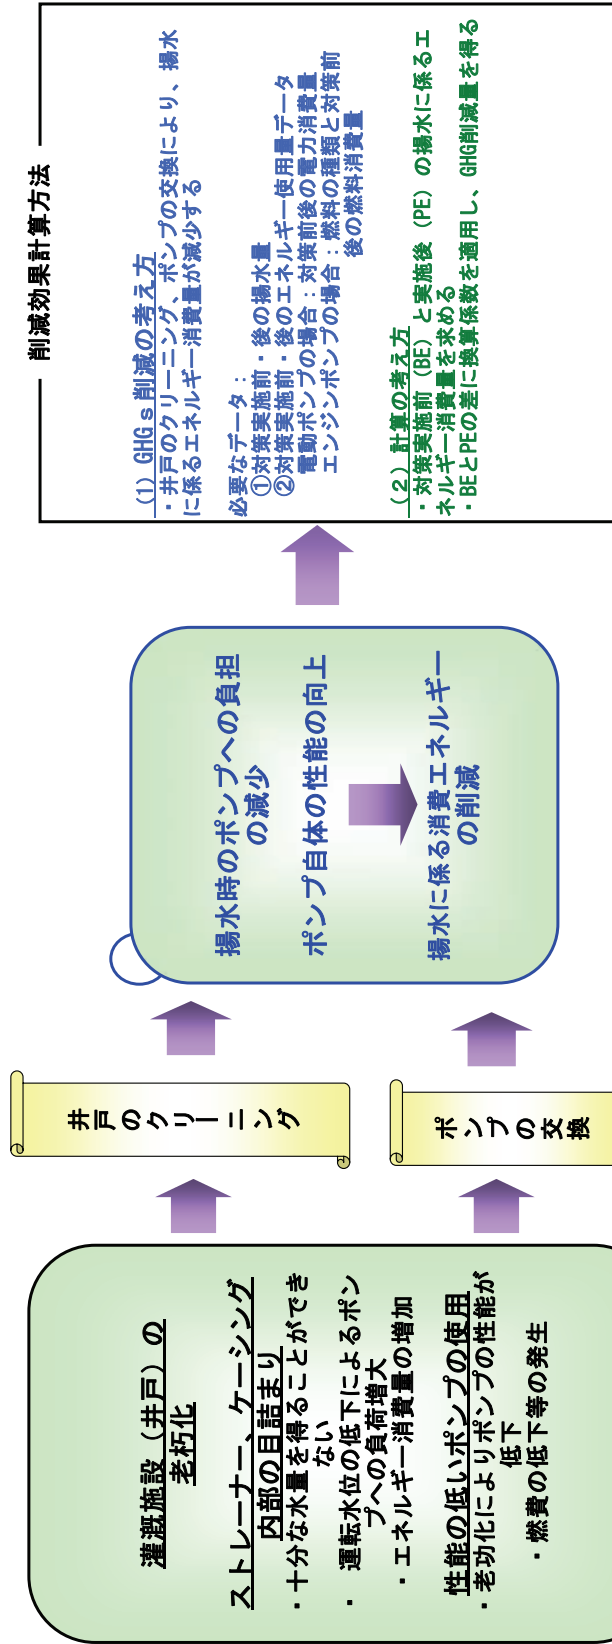 灌漑施設（井戸）の
老朽化
ストレーナー、ケーシング
内部の目詰まり
・十分な水量を得ることができ
ない
・ 運転水位の低下によるポン
プへの負荷増大
・エネルギー消費量の増加
性能の低いポンプの使用
・老功化によりポンプの性能が
低下
・燃費の低下等の発生
井戸のクリーニング
ポンプの交換
揚水時のポンプへの負担
の減少
ポンプ自体の性能の向上
揚水に係る消費エネルギー
の削減
削減効果計算方法
(1) GHGｓ削減の考え方
・井戸のクリーニング、ポンプの交換により、揚水
に係るエネルギー消費量が減少する
必要なデータ：
①対策実施前・後の揚水量
②対策実施前・後のエネルギー使用量データ
電動ポンプの場合：対策前後の電力消費量
エンジンポンプの場合：燃料の種類と対策前
後の燃料消費量
（２）計算の考え方
・対策実施前（BE）と実施後（PE）の揚水に係るエ
ネルギー消費量を求める
・BEとPEの差に換算係数を適用し、GHG削減量を得る